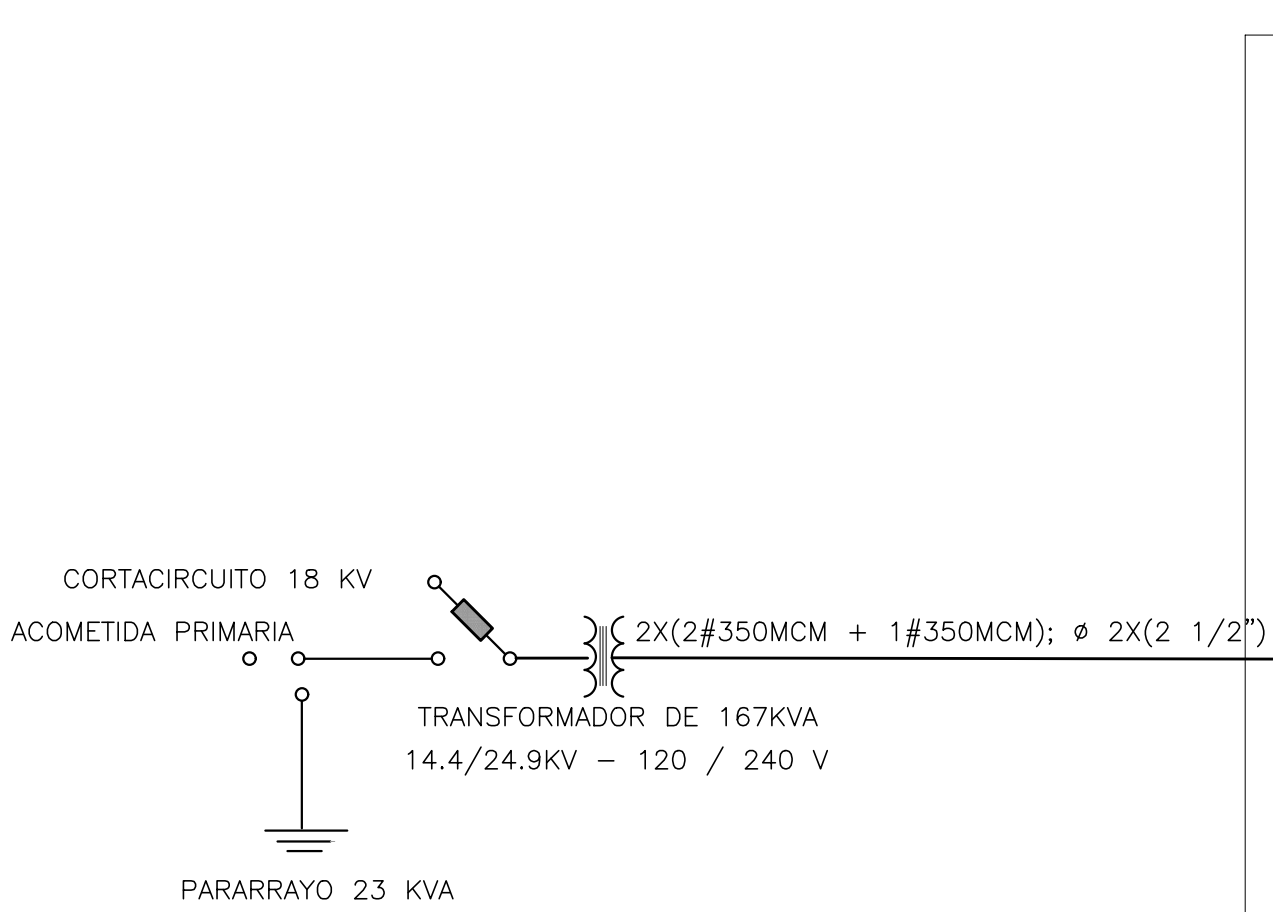 CORTACIRCUITO 18 KV
ACOMETIDA PRIMARIA
2X(2#350MCM + 1#350MCM); ø 2X(2 1/2")
TRANSFORMADOR DE 167KVA
14.4/24.9KV – 120 / 240 V
PARARRAYO 23 KVA